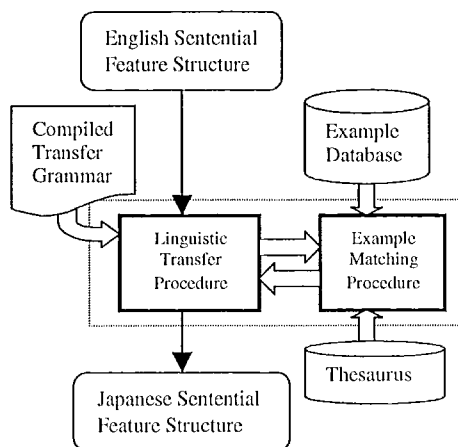 English Sentential
Feature Structure
Compiled
Transfer
Grammar
Example
Database
Linguistic
Transfer
Procedure
Example
Matching
Procedure
Thesaurus
Japanese Sentential
Feature Structure